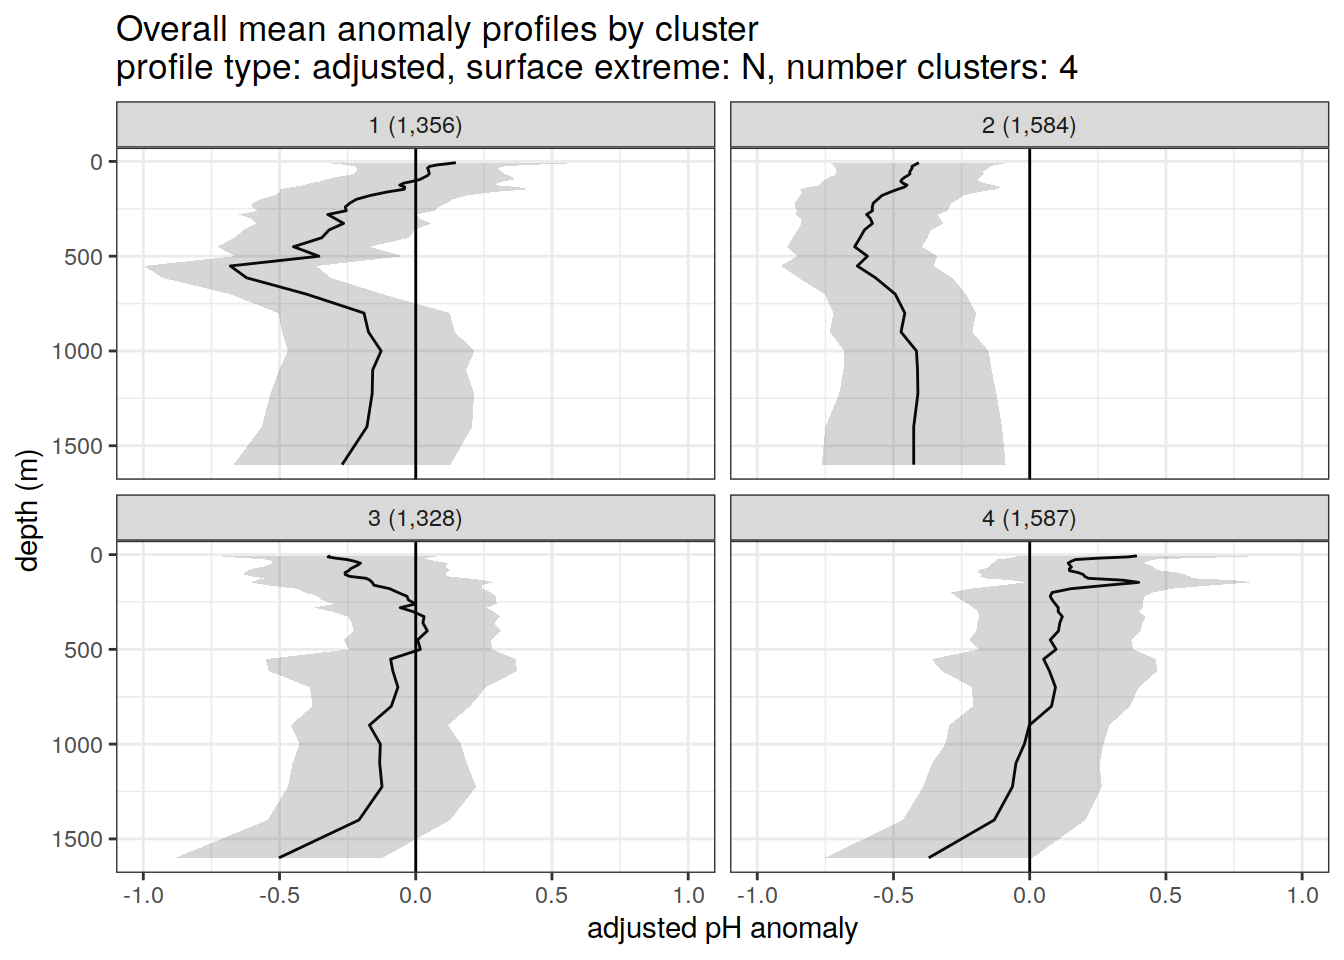 Overall mean anomaly profiles by cluster
profile type: adjusted, surface extreme: N, number clusters: 4
1 (1,356)
2 (1,584)
0
500
1000
1500
depth (m)
3 (1,328)
4 (1,587)
0
500
1000
1500
-1.0 -0.5 0.0 0.5 1.0 -1.0 -0.5 0.0 0.5 1.0
adjusted pH anomaly